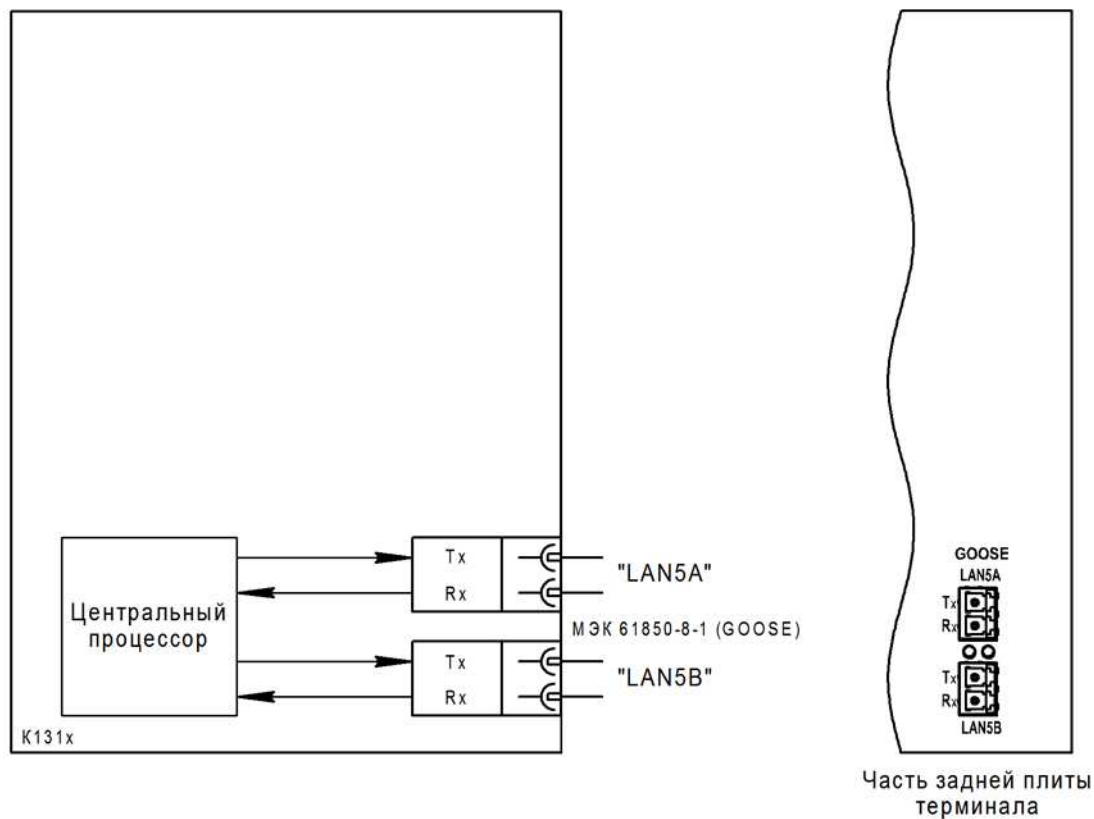 Центральный
процессор
Tx
Rx
"LAN5A"
МЭК 61850-8-1 (GOOSE)
Tx
Rx
"LAN5B"
K131x
GOOSE
LAN5A
Tx
Rx
Tx
Rx
LAN5B
Часть задней плиты
терминала